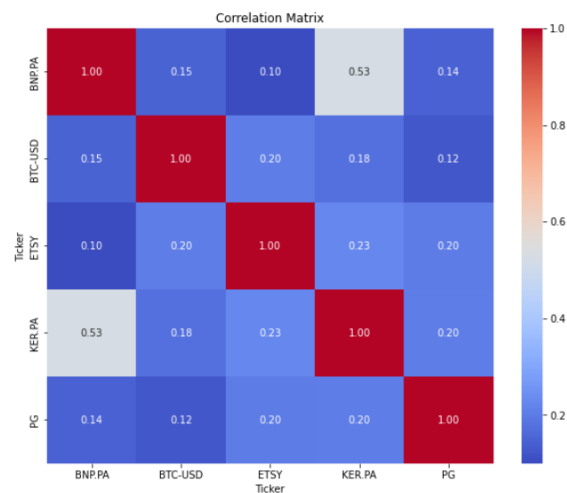 Correlation Matrix
BNP.PA 1.00 0.15 0.10 0.53 0.14
BTC-USD 0.15 1.00 0.20 0.18 0.12
ETSY 0.10 0.20 1.00 0.23 0.20
KER.PA 0.53 0.18 0.23 1.00 0.20
PG 0.14 0.12 0.20 0.20 1.00
Ticker
BNP.PA BTC-USD ETSY KER.PA PG
Ticker
1.0
0.8
0.6
0.4
0.2